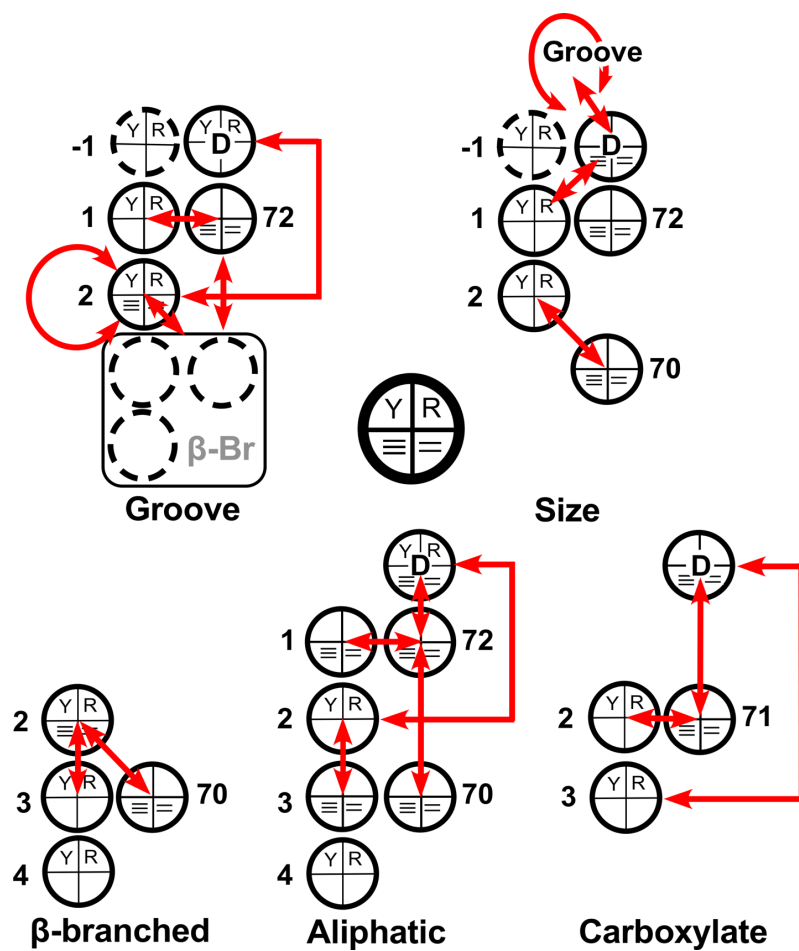 -1 Y R Y R
D
1 Y R 72
≡ =
2 Y R
≡ =
β-Br
Groove
Groove
-1 Y R D
≡ =
1 Y R 72
≡ =
2 Y R
70
≡ =
Size
Y R
≡ =
2 Y R
≡ =
3 Y R 70
≡ =
4 Y R
β-branched
Y R
D
≡ =
1 72
≡ = ≡ =
2 Y R
3 70
≡ = ≡ =
4 Y R
Aliphatic
D
≡ =
2 Y R 71
≡ =
3 Y R
Carboxylate